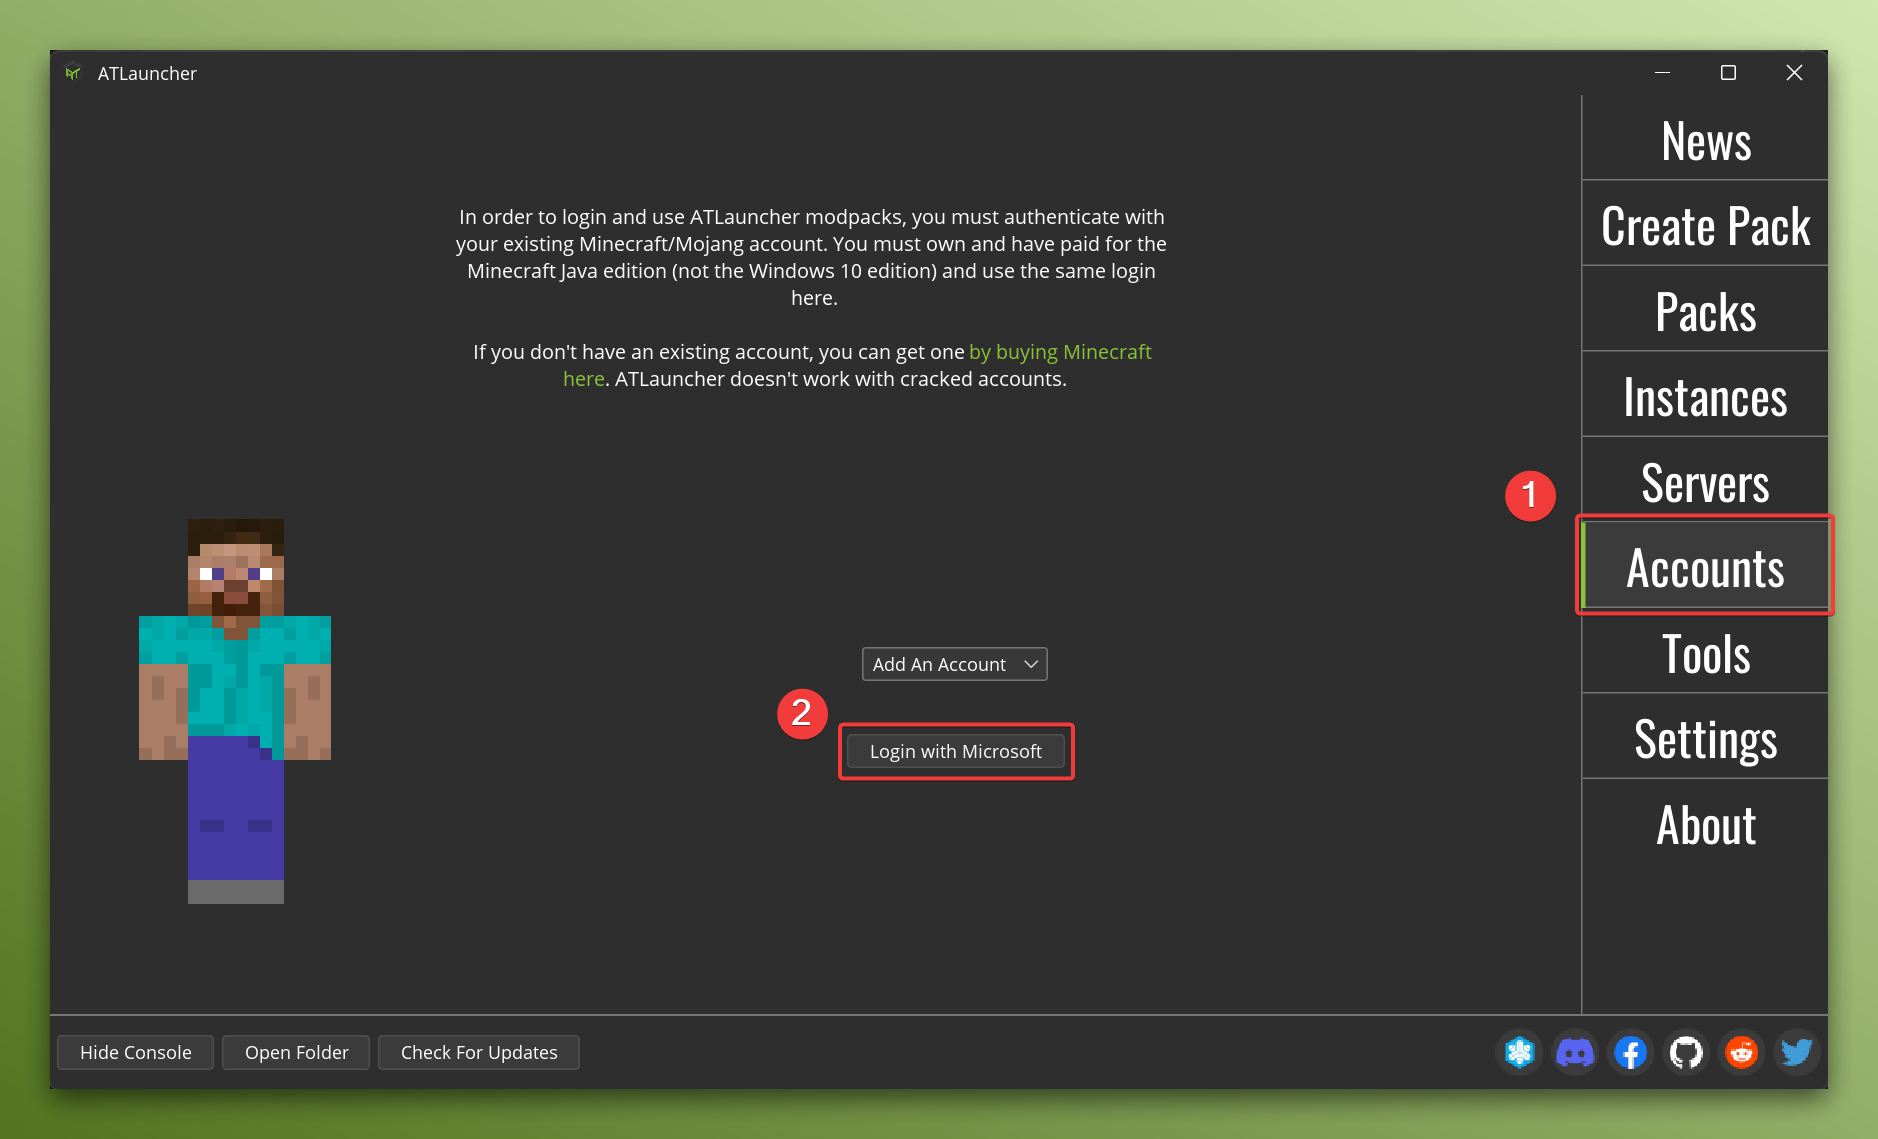 ATLauncher
In order to login and use ATLauncher modpacks, you must authenticate with
your existing Minecraft/Mojang account. You must own and have paid for the
Minecraft Java edition (not the Windows 10 edition) and use the same login
here.
If you don't have an existing account, you can get one by buying Minecraft
here. ATLauncher doesn't work with cracked accounts.
Add An Account
2
Login with Microsoft
News
Create Pack
Packs
Instances
Servers
1
Accounts
Tools
Settings
About
Hide Console
Open Folder
Check For Updates